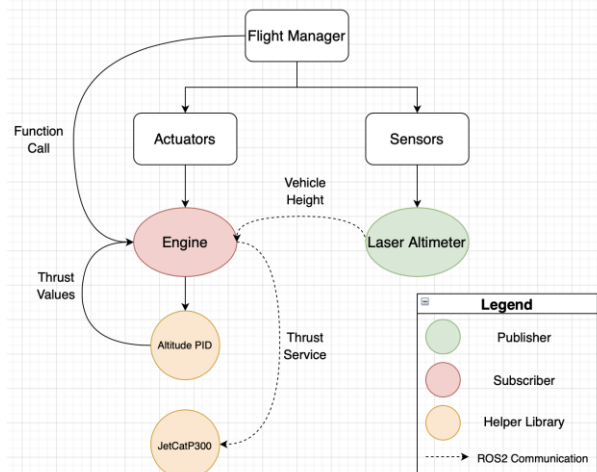 Flight Manager
Function
Call
Actuators
Sensors
Vehicle
Height
Engine
Laser Altimeter
Thrust
Values
Legend
Altitude PID
Thrust
Service
Publisher
Subscriber
JetCatP300
Helper Library
ROS2 Communication